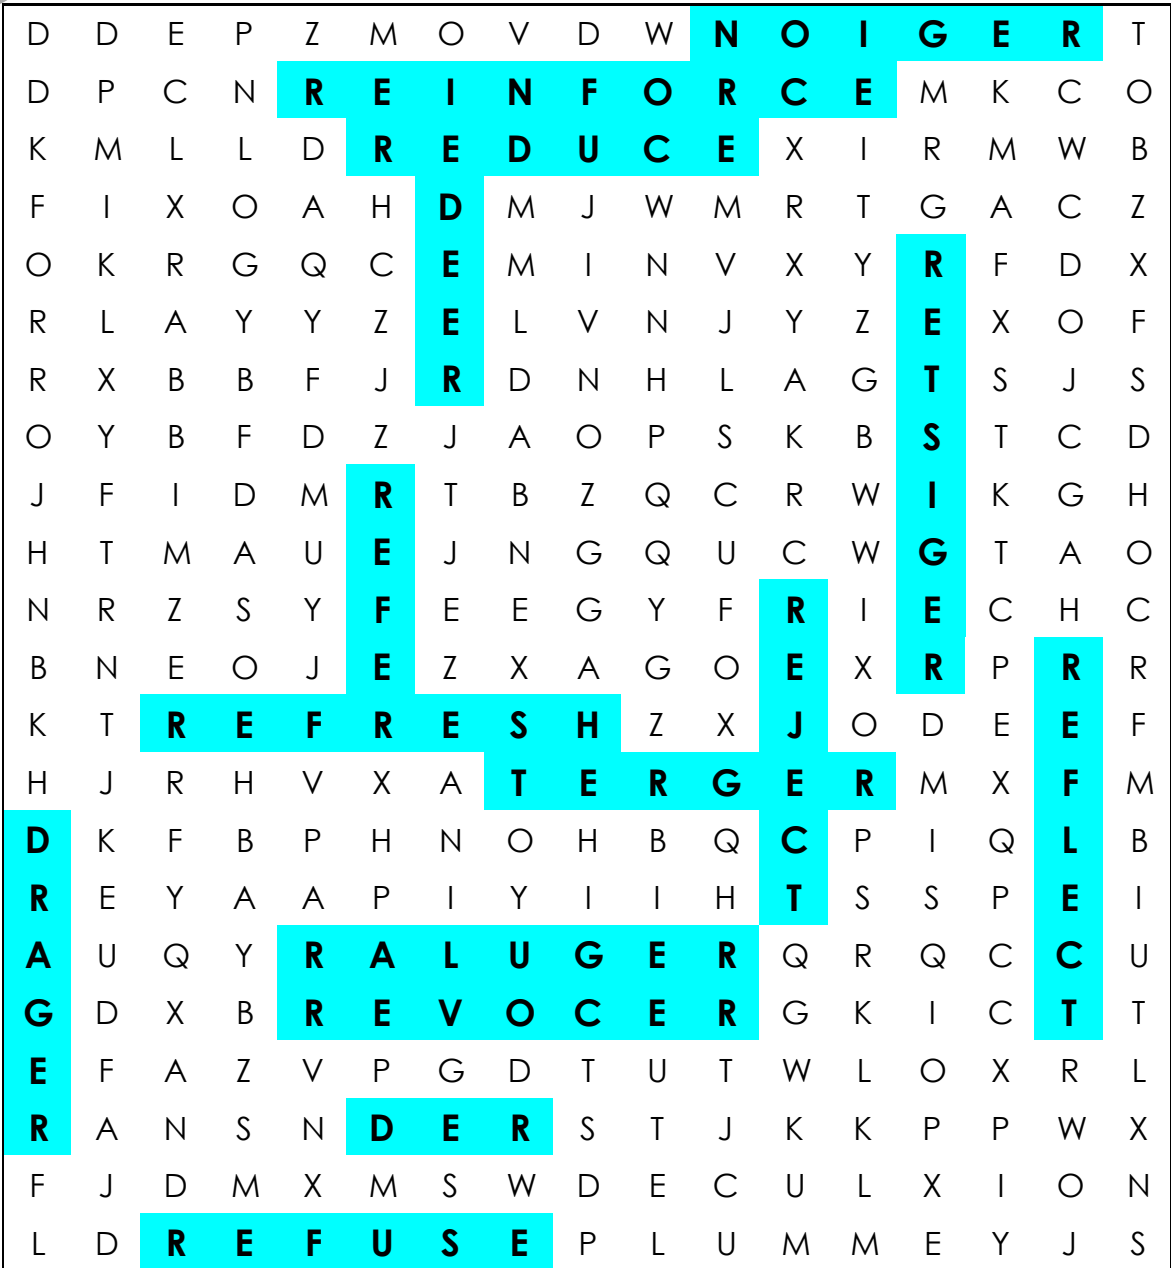 D D E P Z M O V D W N O I G E R T
D P C N R E I N F O R C E M K C O
K M L L D R E D U C E X I R M W B
F I X O A H D M J W M R T G A C Z
O K R G Q C E M I N V X Y R F D X
R L A Y Y Z E L V N J Y Z E X O F
R X B B F J R D N H L A G T S J S
O Y B F D Z J A O P S K B S T C D
J F I D M R T B Z Q C R W I K G H
H T M A U E J N G Q U C W G T A O
N R Z S Y F E E G Y F R I E C H C
B N E O J E Z X A G O E X R P R R
K T R E F R E S H Z X J O D E E F
H J R H V X A T E R G E R M X F M
D K F B P H N O H B Q C P I Q L B
R E Y A A P I Y I I H T S S P E I
A U Q Y R A L U G E R Q R Q C C U
G D X B R E V O C E R G K I C T T
E F A Z V P G D T U T W L O X R L
R A N S N D E R S T J K K P P W X
F J D M X M S W D E C U L X I O N
L D R E F U S E P L U M M E Y J S